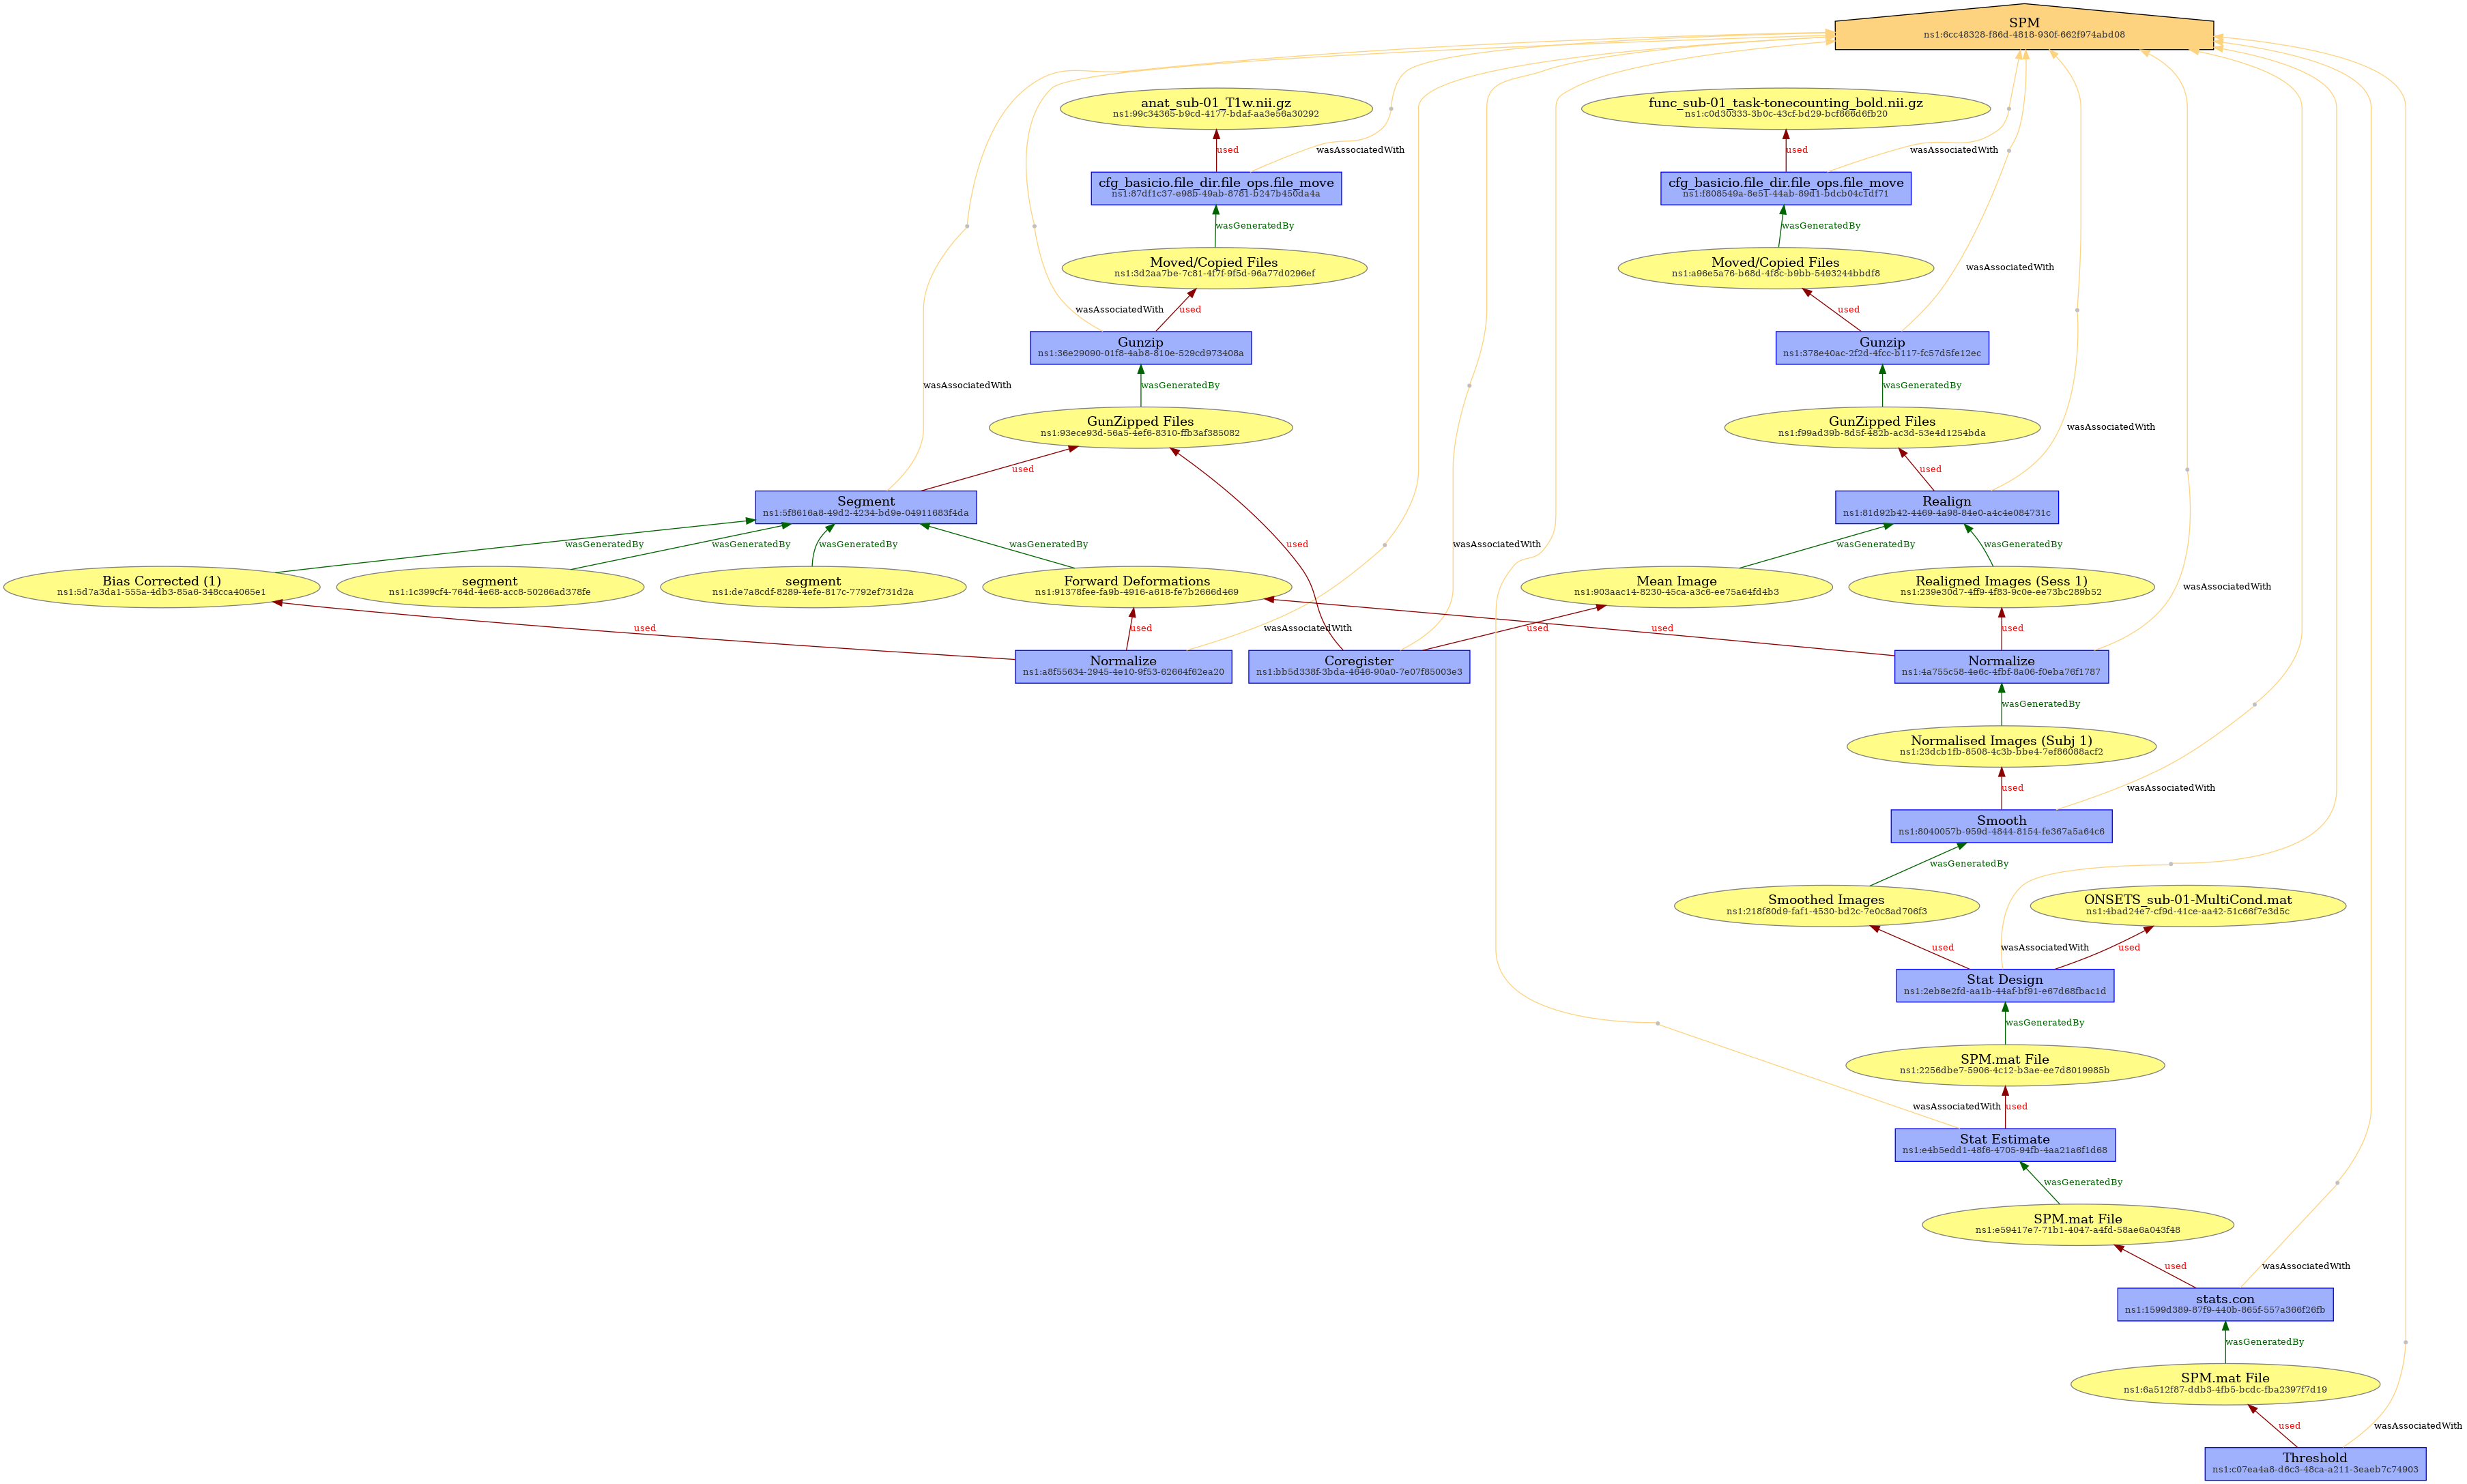 SPM
ns1:6cc48328-f86d-4818-930f-662f974abd08
anat_sub-01_T1w.nii.gz
ns1:99c34365-b9cd-4177-bdaf-aa3e56a30292
func_sub-01_task-tonecounting_bold.nii.gz
ns1:c0d30333-3b0c-43cf-bd29-bcf866d6fb20
used
wasAssociatedWith
used
wasAssociatedWith
cfg_basicio.file_dir.file_ops.file_move
ns1:87df1c37-e98b-49ab-8781-b247b450da4a
cfg_basicio.file_dir.file_ops.file_move
ns1:f808549a-8e51-44ab-89d1-bdcb04c1df71
wasGeneratedBy
wasGeneratedBy
Moved/Copied Files
ns1:3d2aa7be-7c81-4f7f-9f5d-96a77d0296ef
Moved/Copied Files
ns1:a96e5a76-b68d-4f8c-b9bb-5493244bbdf8
wasAssociatedWith
wasAssociatedWith
used
used
Gunzip
ns1:36e29090-01f8-4ab8-810e-529cd973408a
Gunzip
ns1:378e40ac-2f2d-4fcc-b117-fc57d5fe12ec
wasAssociatedWith
wasGeneratedBy
wasGeneratedBy
GunZipped Files
ns1:93ece93d-56a5-4ef6-8310-ffb3af385082
GunZipped Files
ns1:f99ad39b-8d5f-482b-ac3d-53e4d1254bda
wasAssociatedWith
used
used
Segment
ns1:5f8616a8-49d2-4234-bd9e-04911683f4da
Realign
ns1:81d92b42-4469-4a98-84e0-a4c4e084731c
wasGeneratedBy
wasGeneratedBy
wasGeneratedBy
wasGeneratedBy
used
wasAssociatedWith
wasGeneratedBy
wasGeneratedBy
Bias Corrected (1)
ns1:5d7a3da1-555a-4db3-85a6-348cca4065e1
segment
ns1:1c399cf4-764d-4e68-acc8-50266ad378fe
segment
ns1:de7a8cdf-8289-4efe-817c-7792ef731d2a
Forward Deformations
ns1:91378fee-fa9b-4916-a618-fe7b2666d469
Mean Image
ns1:903aac14-8230-45ca-a3c6-ee75a64fd4b3
Realigned Images (Sess 1)
ns1:239e30d7-4ff9-4f83-9c0e-ee73bc289b52
wasAssociatedWith
used
used
wasAssociatedWith
used
used
used
Normalize
ns1:a8f55634-2945-4e10-9f53-62664f62ea20
Coregister
ns1:bb5d338f-3bda-4646-90a0-7e07f85003e3
Normalize
ns1:4a755c58-4e6c-4fbf-8a06-f0eba76f1787
wasGeneratedBy
Normalised Images (Subj 1)
ns1:23dcb1fb-8508-4c3b-bbe4-7ef86088acf2
used
wasAssociatedWith
Smooth
ns1:8040057b-959d-4844-8154-fe367a5a64c6
wasGeneratedBy
Smoothed Images
ns1:218f80d9-faf1-4530-bd2c-7e0c8ad706f3
ONSETS_sub-01-MultiCond.mat
ns1:4bad24e7-cf9d-41ce-aa42-51c66f7e3d5c
used
wasAssociatedWith
used
Stat Design
ns1:2eb8e2fd-aa1b-44af-bf91-e67d68fbac1d
wasGeneratedBy
SPM.mat File
ns1:2256dbe7-5906-4c12-b3ae-ee7d8019985b
wasAssociatedWith
used
Stat Estimate
ns1:e4b5edd1-48f6-4705-94fb-4aa21a6f1d68
wasGeneratedBy
SPM.mat File
ns1:e59417e7-71b1-4047-a4fd-58ae6a043f48
used
wasAssociatedWith
stats.con
ns1:1599d389-87f9-440b-865f-557a366f26fb
wasGeneratedBy
SPM.mat File
ns1:6a512f87-ddb3-4fb5-bcdc-fba2397f7d19
used
wasAssociatedWith
Threshold
ns1:c07ea4a8-d6c3-48ca-a211-3eaeb7c74903